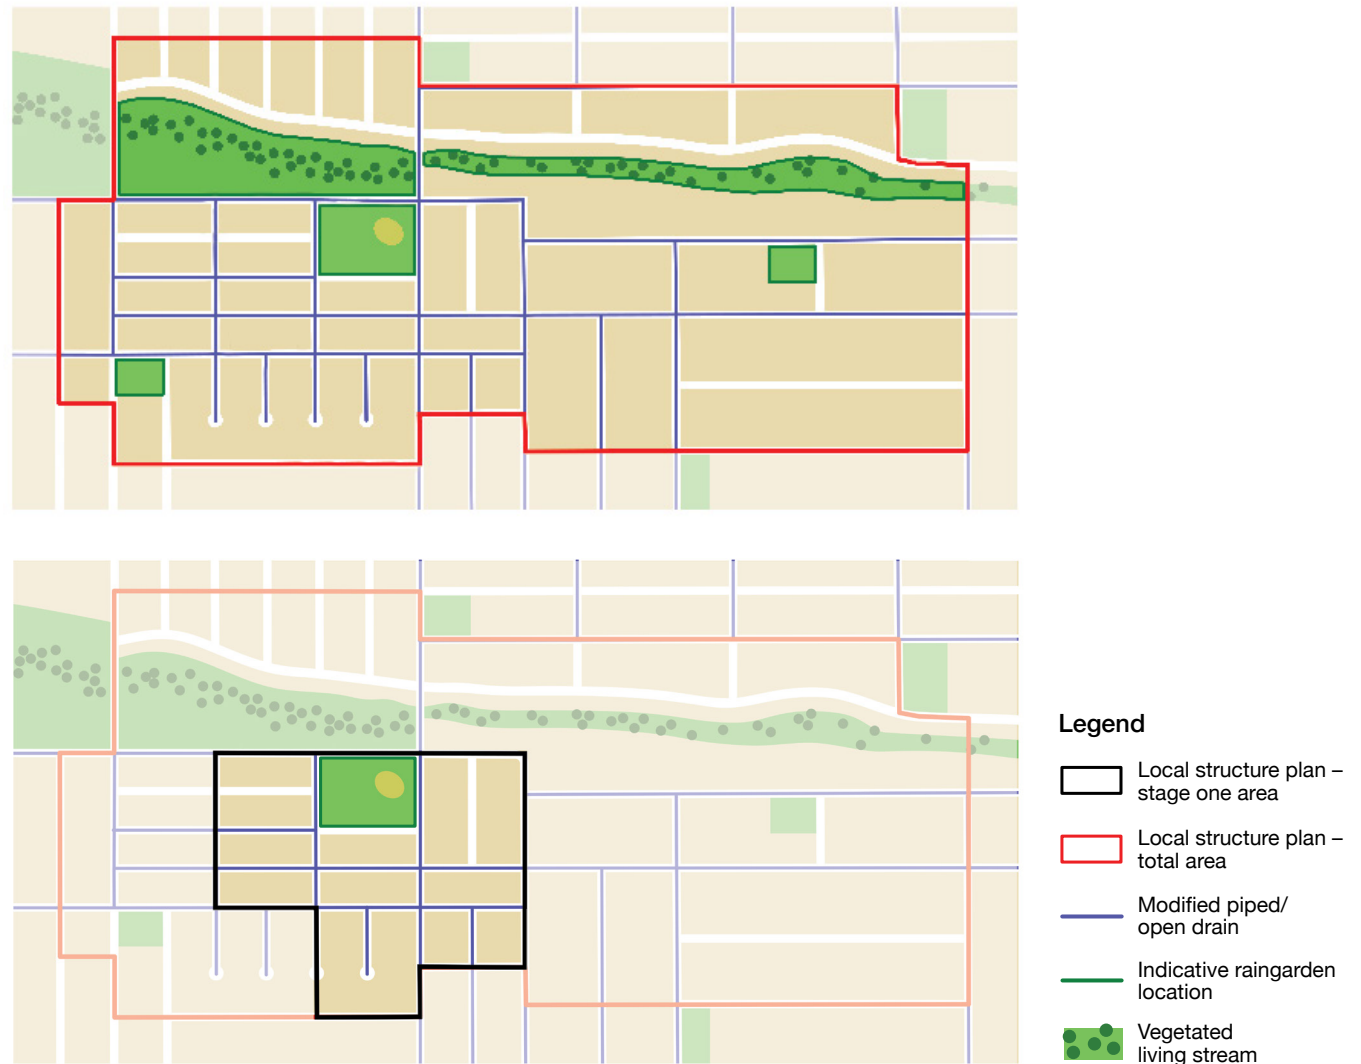 Legend
Local structure plan –
stage one area
Local structure plan –
total area
Modified piped/
open drain
Indicative raingarden
location
Vegetated
living stream